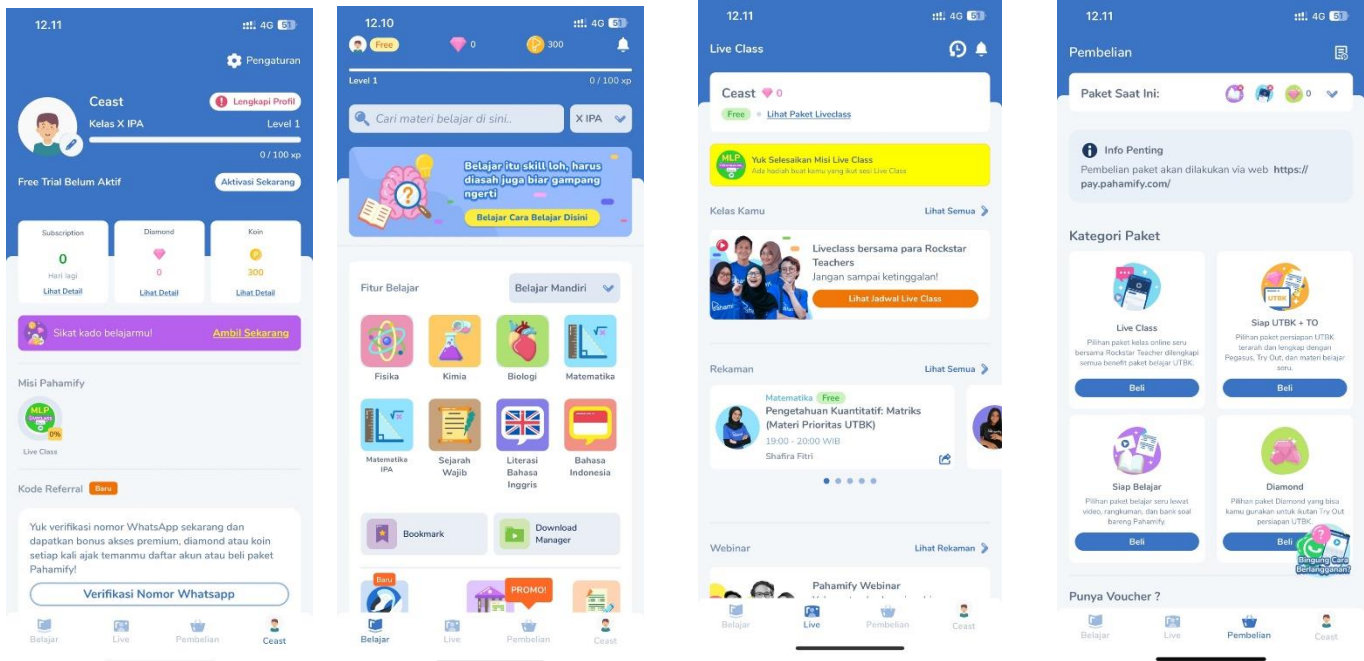 12.11
4G 51
Pengaturan
Ceast
Lengkapi Profil
Kelas X IPA
Level 1
0 / 100 xp
Free Trial Belum Aktif
Aktivasi Sekarang
Subscription
0
Hari lagi
Lihat Detail
Diamond
0
Lihat Detail
Koin
300
Lihat Detail
Sikat kado belajarmu!
Ambil Sekarang
Misi Pahamify
MLP
0%
Live Class
Kode Referral
Baru
Yuk verifikasi nomor WhatsApp sekarang dan
dapatkan bonus akses premium, diamond atau koin
setiap kali ajak temanmu daftar akun atau beli paket
Pahamify!
Verifikasi Nomor Whatsapp
Belajar
Live
Pembelian
Ceast
12.10
4G 51
Free
0
300
Level 1
0 / 100 xp
Cari materi belajar di sini..
X IPA
Belajar itu skill loh, harus
diasah juga biar gampang
ngerti
Belajar Cara Belajar Disini
Fitur Belajar
Belajar Mandiri
Fisika
Kimia
Biologi
Matematika
Matematika
IPA
Sejarah
Wajib
Literasi
Bahasa
Inggris
Bahasa
Indonesia
Bookmark
Download
Manager
Baru
PROMO!
Belajar
Live
Pembelian
Ceast
12.11
4G 51
Live Class
Ceast 0
Free
Lihat Paket Liveclass
MLP
Yuk Selesaikan Misi Live Class
Ada hadiah buat kamu yang ikut sesi Live Class
Kelas Kamu
Lihat Semua
Liveclass bersama para Rockstar
Teachers
Jangan sampai ketinggalan!
Lihat Jadwal Live Class
Rekaman
Lihat Semua
Matematika Free
Pengetahuan Kuantitatif: Matriks
(Materi Prioritas UTBK)
19:00 - 20:00 WIB
Shafira Fitri
Webinar
Lihat Rekaman
Pahamify Webinar
Belajar
Live
Pembelian
Ceast
12.11
4G 51
Pembelian
Paket Saat Ini:
0
Info Penting
Pembelian paket akan dilakukan via web https://
pay.pahamify.com/
Kategori Paket
Live Class
Pilihan paket kelas online seru
bersama Rockstar Teacher dilengkapi
semua benefit paket belajar UTBK.
Beli
UTBK
Siap UTBK + TO
Pilihan paket persiapan UTBK
terarah dan lengkap dengan
Pegasus, Try Out, dan materi belajar
seru.
Beli
Siap Belajar
Pilihan paket belajar seru lewat
video, rangkuman, dan bank soal
bareng Pahamify.
Beli
Diamond
Pilihan paket Diamond yang bisa
kamu gunakan untuk ikutan Try Out
persiapan UTBK.
Beli
Bingung Cara
Berlangganan?
Punya Voucher ?
Belajar
Live
Pembelian
Ceast